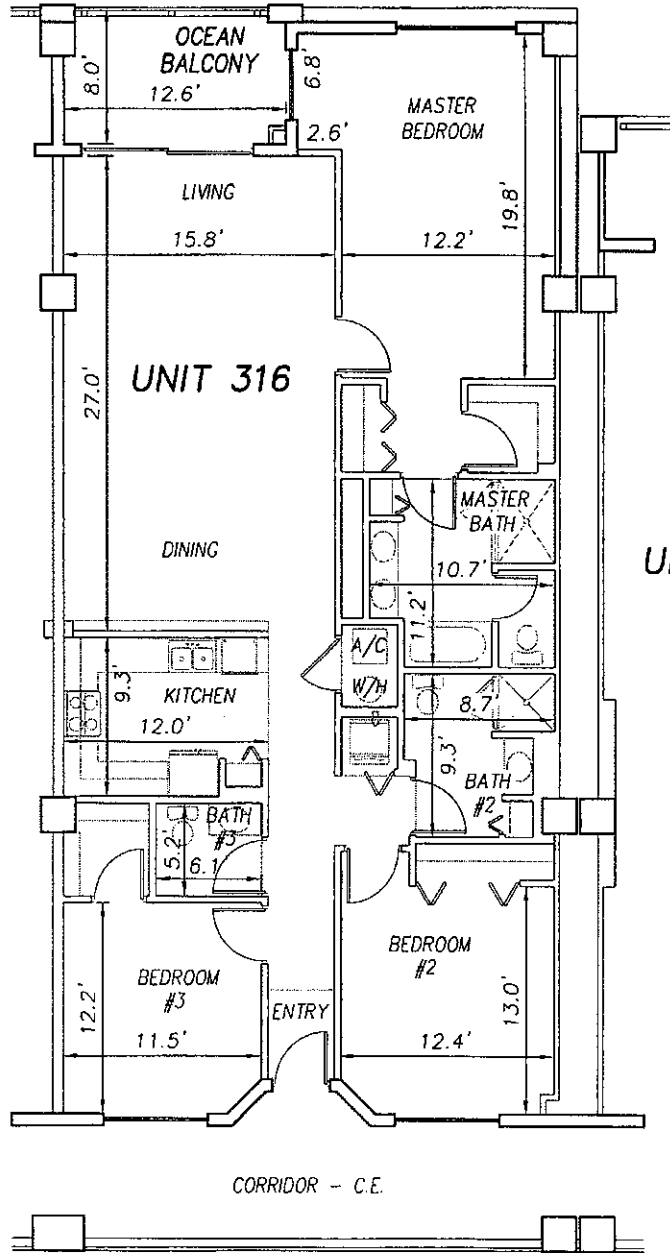 OCEAN
BALCONY
8.0'
12.6'
6.8'
2.6'
MASTER
BEDROOM
LIVING
15.8'
12.2'
19.8'
UNIT 316
27.0'
DINING
MASTER
BATH
10.7'
11.2'
A/C
W/H
KITCHEN
9.3'
12.0'
8.7'
9.3'
BATH
#2
BATH
#3
5.2'
6.1
BEDROOM
#3
12.2'
11.5'
ENTRY
BEDROOM
#2
13.0'
12.4'
CORRIDOR - C.E.